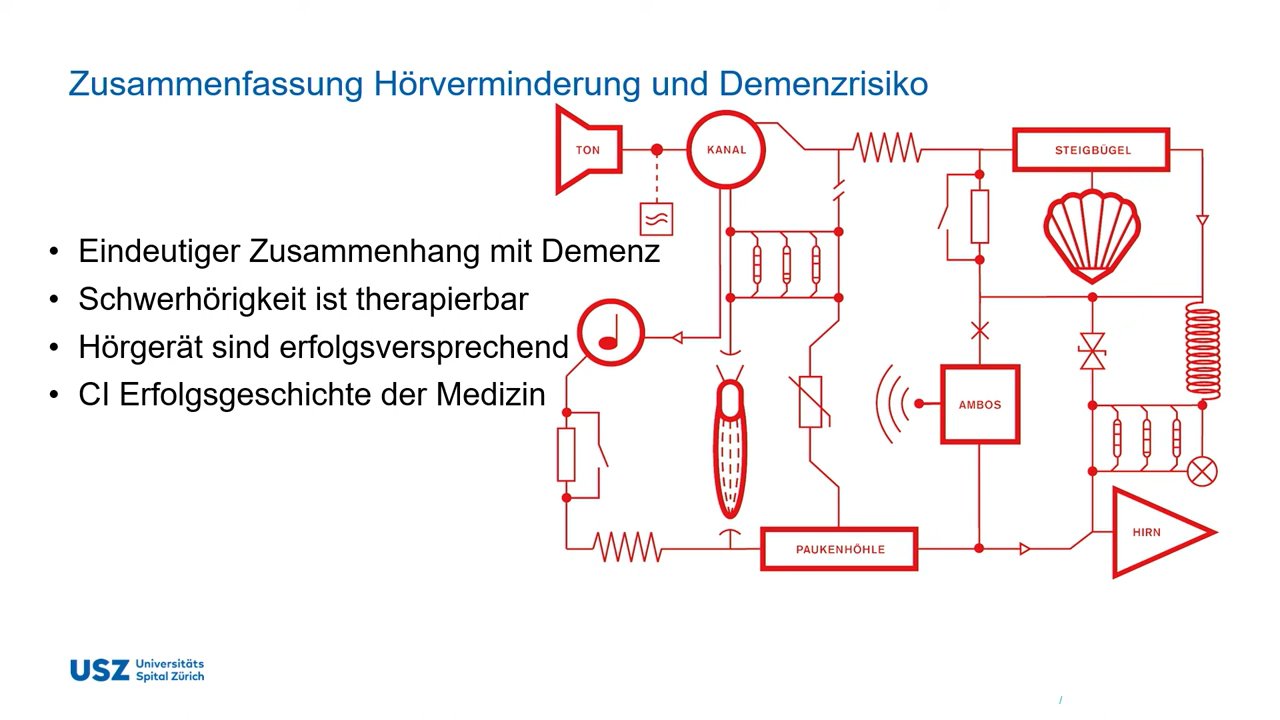 Zusammenfassung Hörverminderung und Demenzrisiko
TON
KANAL
STEIGBÜGEL
• Eindeutiger Zusammenhang mit Demenz
• Schwerhörigkeit ist therapierbar
• Hörgerät sind erfolgsversprechend
• CI Erfolgsgeschichte der Medizin
AMBOS
PAUKENHÖHLE
HIRN
USZ Universitäts
Spital Zürich
/